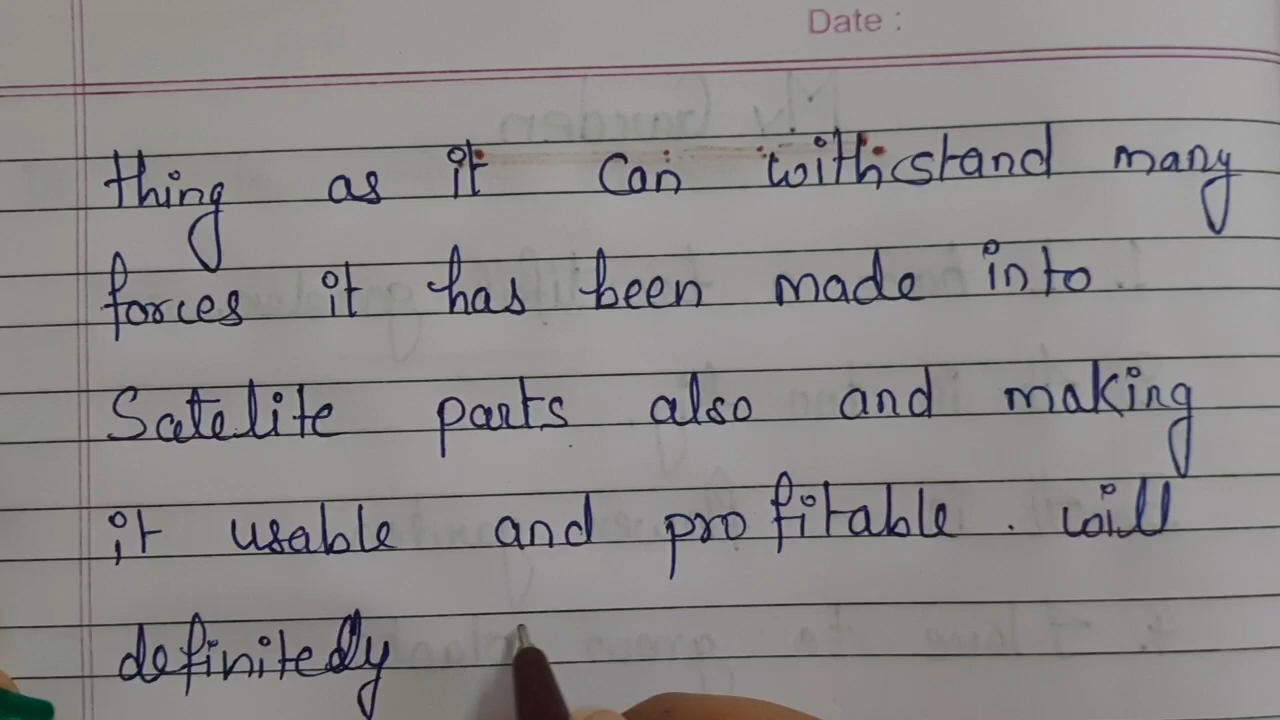 Date :
thing as it can withstand many
forces it has been made into
Satelite parts also and making
it usable and profitable . will
definitedly